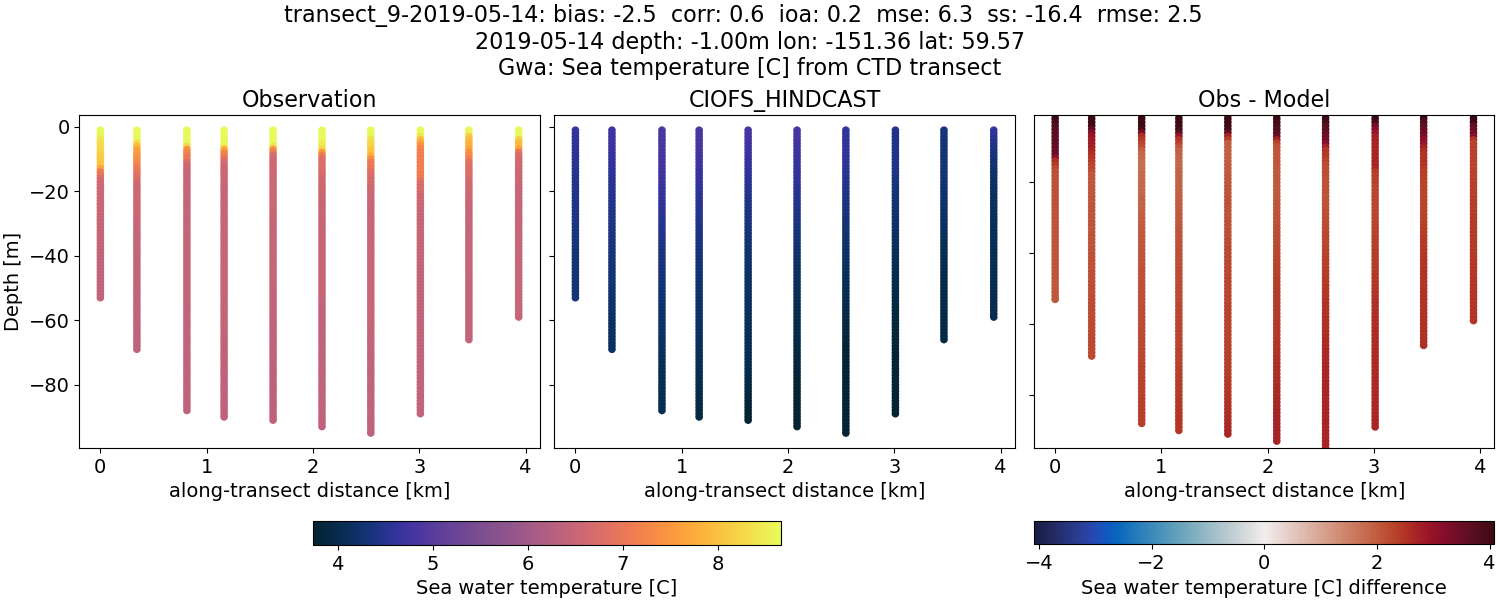 transect_9-2019-05-14: bias: -2.5  corr: 0.6  ioa: 0.2  mse: 6.3  ss: -16.4  rmse: 2.5
2019-05-14 depth: -1.00m lon: -151.36 lat: 59.57
Gwa: Sea temperature [C] from CTD transect
Observation
CIOFS_HINDCAST
Obs - Model
Depth [m]
0
−20
−40
−60
−80
0 1 2 3 4
0 1 2 3 4
0 1 2 3 4
along-transect distance [km]
along-transect distance [km]
along-transect distance [km]
4 5 6 7 8
Sea water temperature [C]
−4 −2 0 2 4
Sea water temperature [C] difference